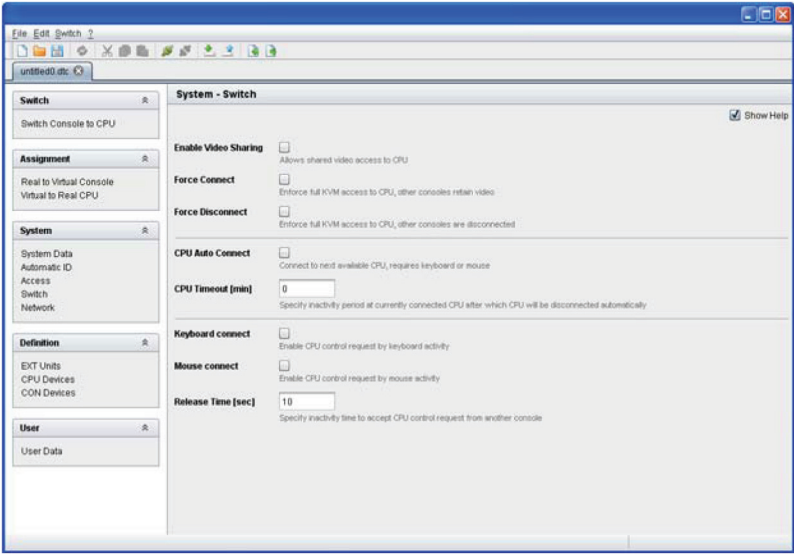 File Edit Switch ?
untitled0.dtc
Switch
Switch Console to CPU
Assignment
Real to Virtual Console
Virtual to Real CPU
System
System Data
Automatic ID
Access
Switch
Network
Definition
EXT Units
CPU Devices
CON Devices
User
User Data
System - Switch
Show Help
Enable Video Sharing
Allows shared video access to CPU
Force Connect
Enforce full KVM access to CPU, other consoles retain video
Force Disconnect
Enforce full KVM access to CPU, other consoles are disconnected
CPU Auto Connect
Connect to next available CPU, requires keyboard or mouse
CPU Timeout [min] 0
Specify inactivity period at currently connected CPU after which CPU will be disconnected automatically
Keyboard connect
Enable CPU control request by keyboard activity
Mouse connect
Enable CPU control request by mouse activity
Release Time [sec] 10
Specify inactivity time to accept CPU control request from another console